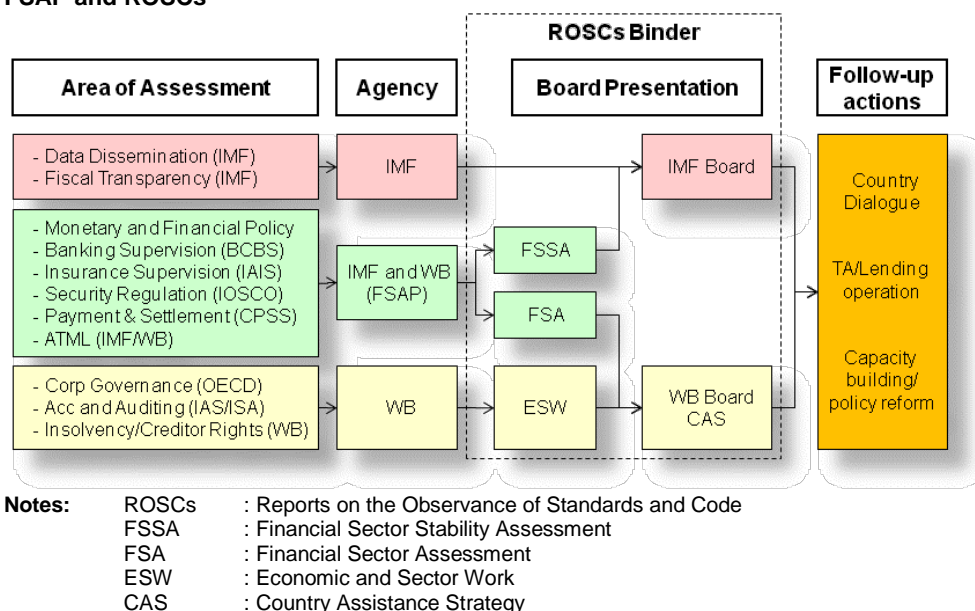 FSAP and ROSCs
ROSCs Binder
Area of Assessment
Agency
Board Presentation
Follow-up
actions
- Data Dissemination (IMF)
- Fiscal Transparency (IMF)
IMF
IMF Board
- Monetary and Financial Policy
- Banking Supervision (BCBS)
- Insurance Supervision (IAIS)
- Security Regulation (IOSCO)
- Payment & Settlement (CPSS)
- ATML (IMF/WB)
IMF and WB
(FSAP)
FSSA
FSA
- Corp Governance (OECD)
- Acc and Auditing (IAS/ISA)
- Insolvency/Creditor Rights (WB)
WB
ESW
WB Board
CAS
Country
Dialogue
TA/Lending
operation
Capacity
building/
policy reform
Notes: ROSCs : Reports on the Observance of Standards and Code
FSSA : Financial Sector Stability Assessment
FSA : Financial Sector Assessment
ESW : Economic and Sector Work
CAS : Country Assistance Strategy